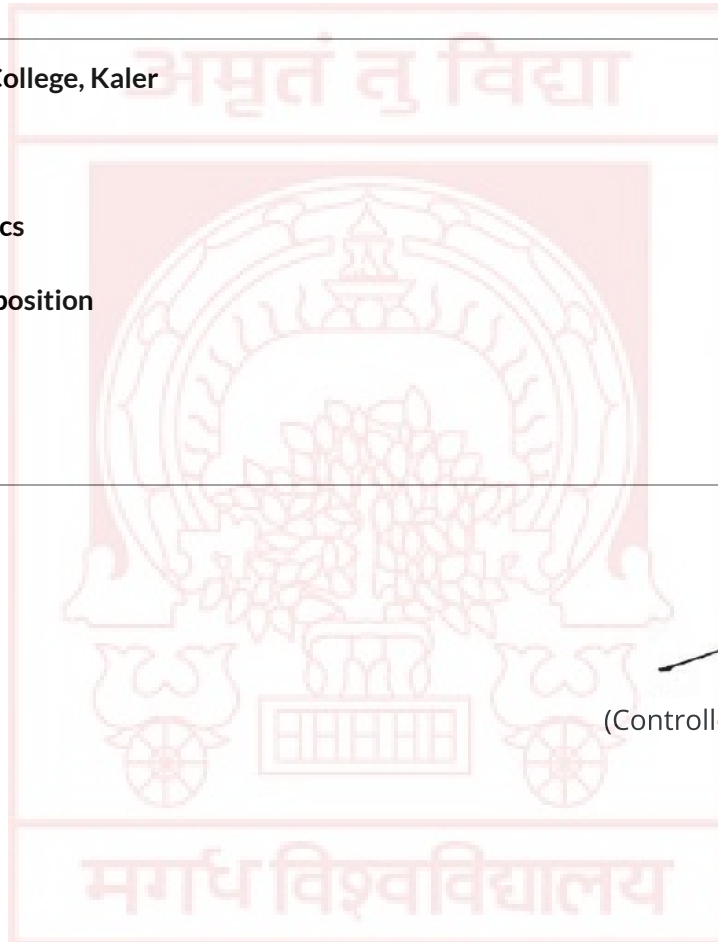 अमृतं तु विद्या
College, Kaler
cs
position
(Controll
मगध विश्वविद्यालय